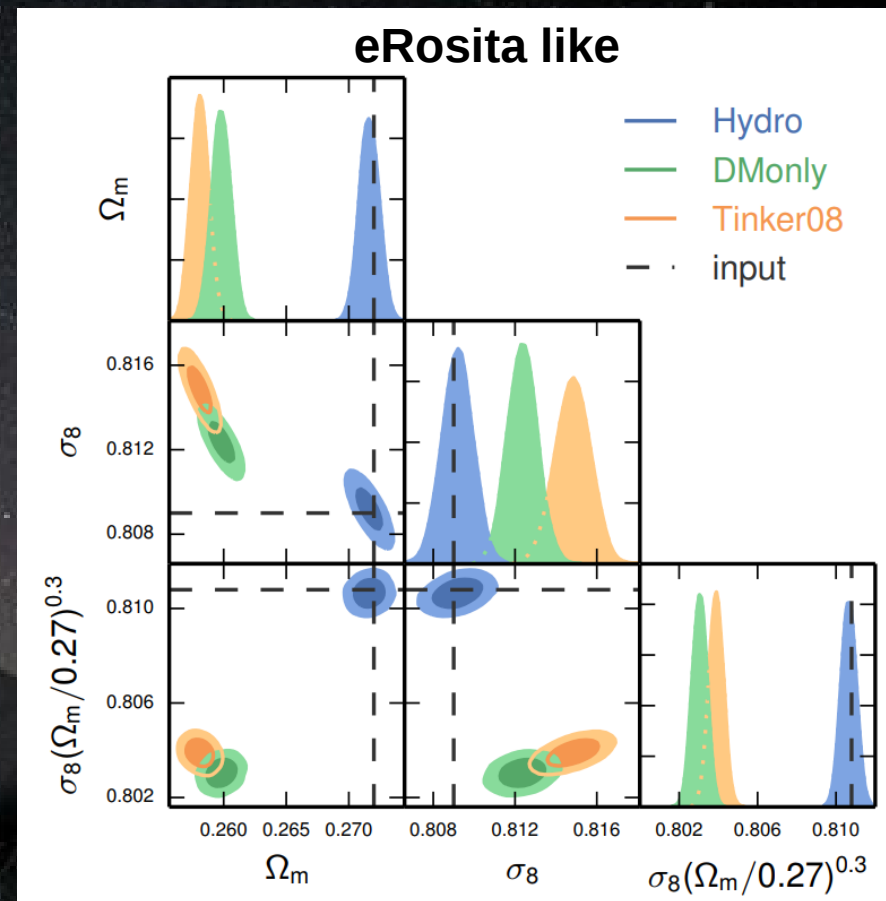 eRosita like
Hydro
DMonly
Tinker08
input
Ωm
σ8
0.816
0.812
0.808
σ8(Ωm/0.27)^0.3
0.810
0.806
0.802
0.260 0.265 0.270
0.808 0.812 0.816
0.802 0.806 0.810
Ωm
σ8
σ8(Ωm/0.27)^0.3